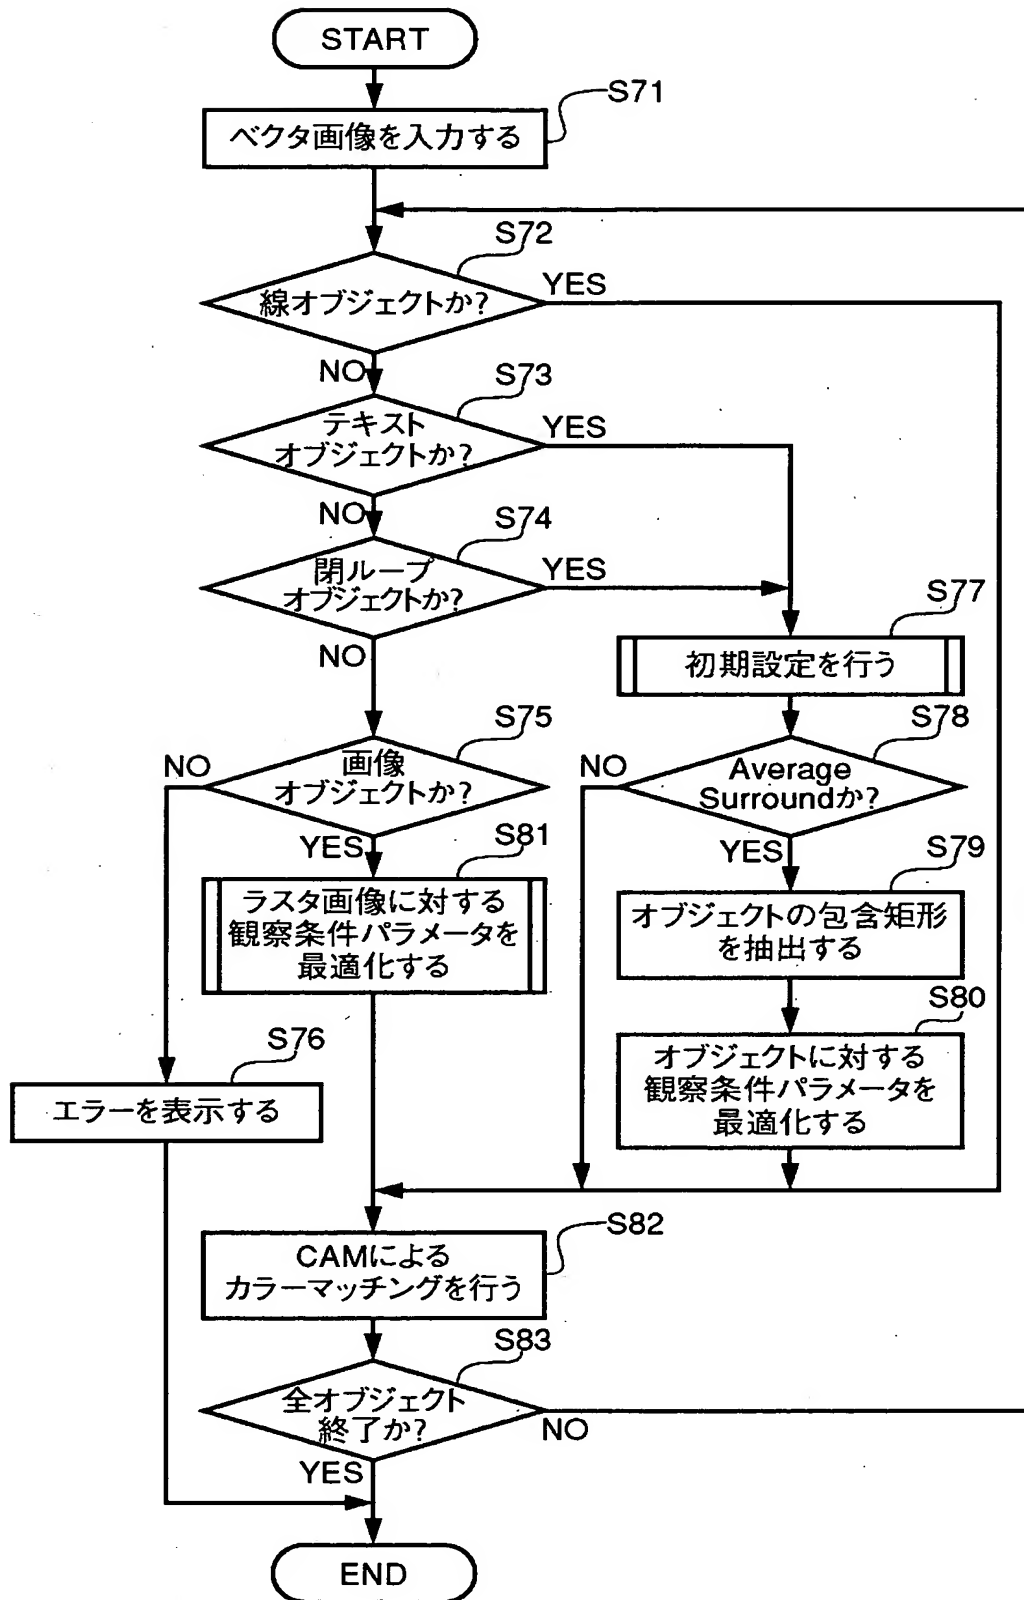 START
S71
ベクタ画像を入力する
S72
線オブジェクトか?
YES
NO
S73
テキスト
オブジェクトか?
YES
NO
S74
閉ループ
オブジェクトか?
YES
NO
S77
初期設定を行う
S75
画像
オブジェクトか?
NO
YES
S78
Average
Surroundか?
NO
YES
S81
ラスタ画像に対する
観察条件パラメータを
最適化する
S79
オブジェクトの包含矩形
を抽出する
S80
オブジェクトに対する
観察条件パラメータを
最適化する
S76
エラーを表示する
S82
CAMによる
カラーマッチングを行う
S83
全オブジェクト
終了か?
NO
YES
END